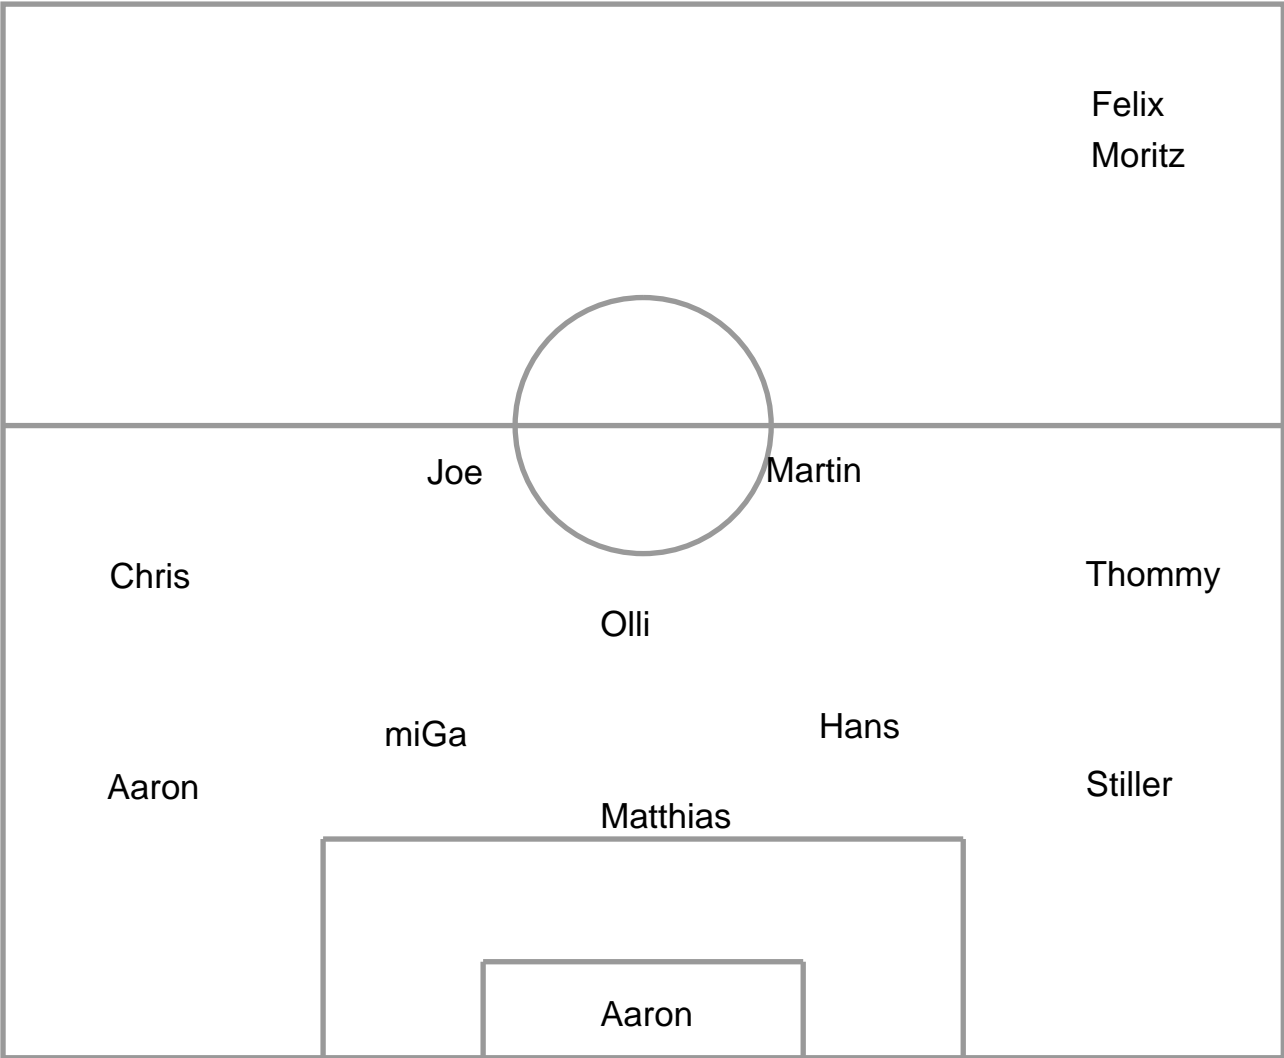 Felix
Moritz
Joe
Martin
Chris
Thommy
Olli
miGa
Hans
Aaron
Stiller
Matthias
Aaron